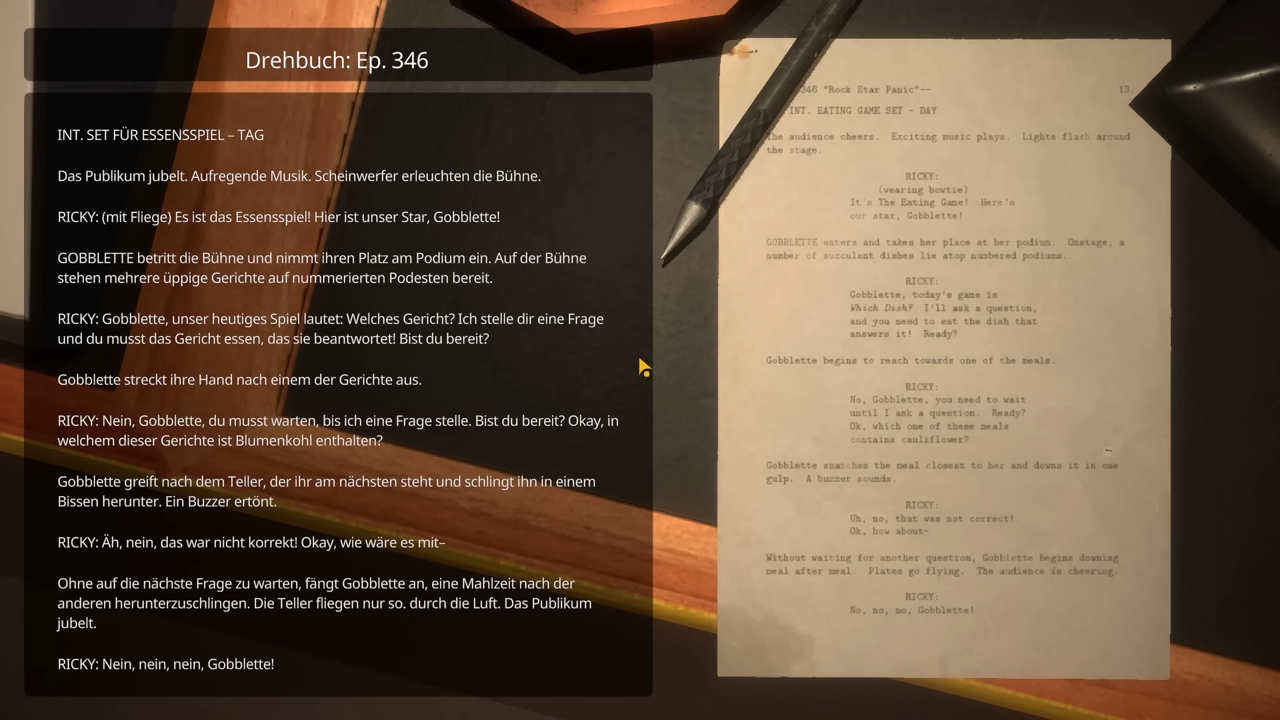 Drehbuch: Ep. 346
INT. SET FÜR ESSENSSPIEL – TAG
Das Publikum jubelt. Aufregende Musik. Scheinwerfer erleuchten die Bühne.
RICKY: (mit Fliege) Es ist das Essensspiel! Hier ist unser Star, Gobblette!
GOBBLETTE betritt die Bühne und nimmt ihren Platz am Podium ein. Auf der Bühne
stehen mehrere üppige Gerichte auf nummerierten Podesten bereit.
RICKY: Gobblette, unser heutiges Spiel lautet: Welches Gericht? Ich stelle dir eine Frage
und du musst das Gericht essen, das sie beantwortet! Bist du bereit?
Gobblette streckt ihre Hand nach einem der Gerichte aus.
RICKY: Nein, Gobblette, du musst warten, bis ich eine Frage stelle. Bist du bereit? Okay, in
welchem dieser Gerichte ist Blumenkohl enthalten?
Gobblette greift nach dem Teller, der ihr am nächsten steht und schlingt ihn in einem
Bissen herunter. Ein Buzzer ertönt.
RICKY: Äh, nein, das war nicht korrekt! Okay, wie wäre es mit–
Ohne auf die nächste Frage zu warten, fängt Gobblette an, eine Mahlzeit nach der
anderen herunterzuschlingen. Die Teller fliegen nur so. durch die Luft. Das Publikum
jubelt.
RICKY: Nein, nein, nein, Gobblette!
346 "Rock Star Panic"-- 13.
INT. EATING GAME SET - DAY
The audience cheers. Exciting music plays. Lights flash around
the stage.
RICKY:
(wearing bowtie)
It's The Eating Game! Here's
our star, Gobblette!
GOBBLETTE enters and takes her place at her podium. Onstage, a
number of succulent dishes lie atop numbered podiums.
RICKY:
Gobblette, today's game is
Which Dish? I'll ask a question,
and you need to eat the dish that
answers it! Ready?
Gobblette begins to reach towards one of the meals.
RICKY:
No, Gobblette, you need to wait
until I ask a question. Ready?
Ok, which one of these meals
contains cauliflower?
Gobblette snatches the meal closest to her and downs it in one
gulp. A buzzer sounds.
RICKY:
Uh, no, that was not correct!
Ok, how about-
Without waiting for another question, Gobblette begins downing
meal after meal. Plates go flying. The audience is cheering.
RICKY:
No, no, no, Gobblette!